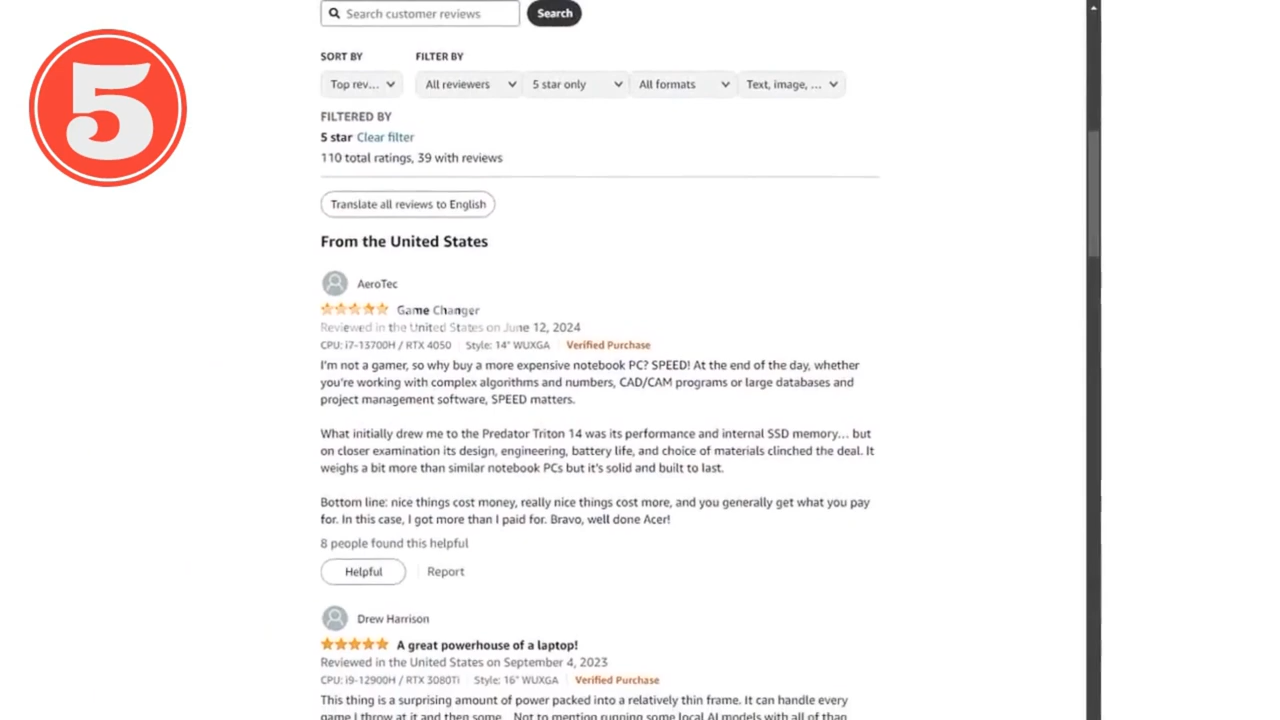 5
Search customer reviews
Search
SORT BY
FILTER BY
Top rev...
All reviewers
5 star only
All formats
Text, image, ...
FILTERED BY
5 star Clear filter
110 total ratings, 39 with reviews
Translate all reviews to English
From the United States
AeroTec
Game Changer
Reviewed in the United States on June 12, 2024
CPU: i7-13700H / RTX 4050 Style: 14" WUXGA Verified Purchase
I'm not a gamer, so why buy a more expensive notebook PC? SPEED! At the end of the day, whether
you're working with complex algorithms and numbers, CAD/CAM programs or large databases and
project management software, SPEED matters.
What initially drew me to the Predator Triton 14 was its performance and internal SSD memory... but
on closer examination its design, engineering, battery life, and choice of materials clinched the deal. It
weighs a bit more than similar notebook PCs but it's solid and built to last.
Bottom line: nice things cost money, really nice things cost more, and you generally get what you pay
for. In this case, I got more than I paid for. Bravo, well done Acer!
8 people found this helpful
Helpful
Report
Drew Harrison
A great powerhouse of a laptop!
Reviewed in the United States on September 4, 2023
CPU: i9-12900H / RTX 3080Ti Style: 16" WUXGA Verified Purchase
This thing is a surprising amount of power packed into a relatively thin frame. It can handle every
game I throw at it and then some. Not to mention running some local AI models with all of than